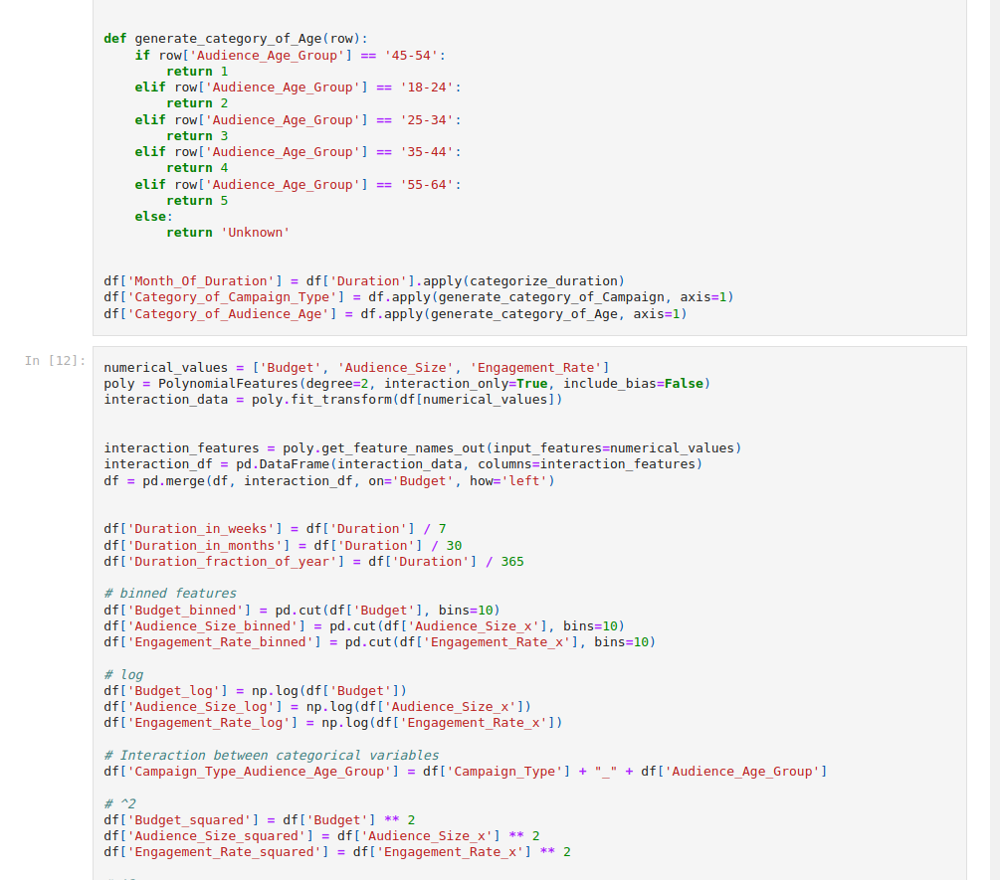 def generate_category_of_Age(row):
    if row['Audience_Age_Group'] == '45-54':
        return 1
    elif row['Audience_Age_Group'] == '18-24':
        return 2
    elif row['Audience_Age_Group'] == '25-34':
        return 3
    elif row['Audience_Age_Group'] == '35-44':
        return 4
    elif row['Audience_Age_Group'] == '55-64':
        return 5
    else:
        return 'Unknown'
df['Month_Of_Duration'] = df['Duration'].apply(categorize_duration)
df['Category_of_Campaign_Type'] = df.apply(generate_category_of_Campaign, axis=1)
df['Category_of_Audience_Age'] = df.apply(generate_category_of_Age, axis=1)
In [12]:
numerical_values = ['Budget', 'Audience_Size', 'Engagement_Rate']
poly = PolynomialFeatures(degree=2, interaction_only=True, include_bias=False)
interaction_data = poly.fit_transform(df[numerical_values])
interaction_features = poly.get_feature_names_out(input_features=numerical_values)
interaction_df = pd.DataFrame(interaction_data, columns=interaction_features)
df = pd.merge(df, interaction_df, on='Budget', how='left')
df['Duration_in_weeks'] = df['Duration'] / 7
df['Duration_in_months'] = df['Duration'] / 30
df['Duration_fraction_of_year'] = df['Duration'] / 365
# binned features
df['Budget_binned'] = pd.cut(df['Budget'], bins=10)
df['Audience_Size_binned'] = pd.cut(df['Audience_Size_x'], bins=10)
df['Engagement_Rate_binned'] = pd.cut(df['Engagement_Rate_x'], bins=10)
# log
df['Budget_log'] = np.log(df['Budget'])
df['Audience_Size_log'] = np.log(df['Audience_Size_x'])
df['Engagement_Rate_log'] = np.log(df['Engagement_Rate_x'])
# Interaction between categorical variables
df['Campaign_Type_Audience_Age_Group'] = df['Campaign_Type'] + "_" + df['Audience_Age_Group']
# ^2
df['Budget_squared'] = df['Budget'] ** 2
df['Audience_Size_squared'] = df['Audience_Size_x'] ** 2
df['Engagement_Rate_squared'] = df['Engagement_Rate_x'] ** 2